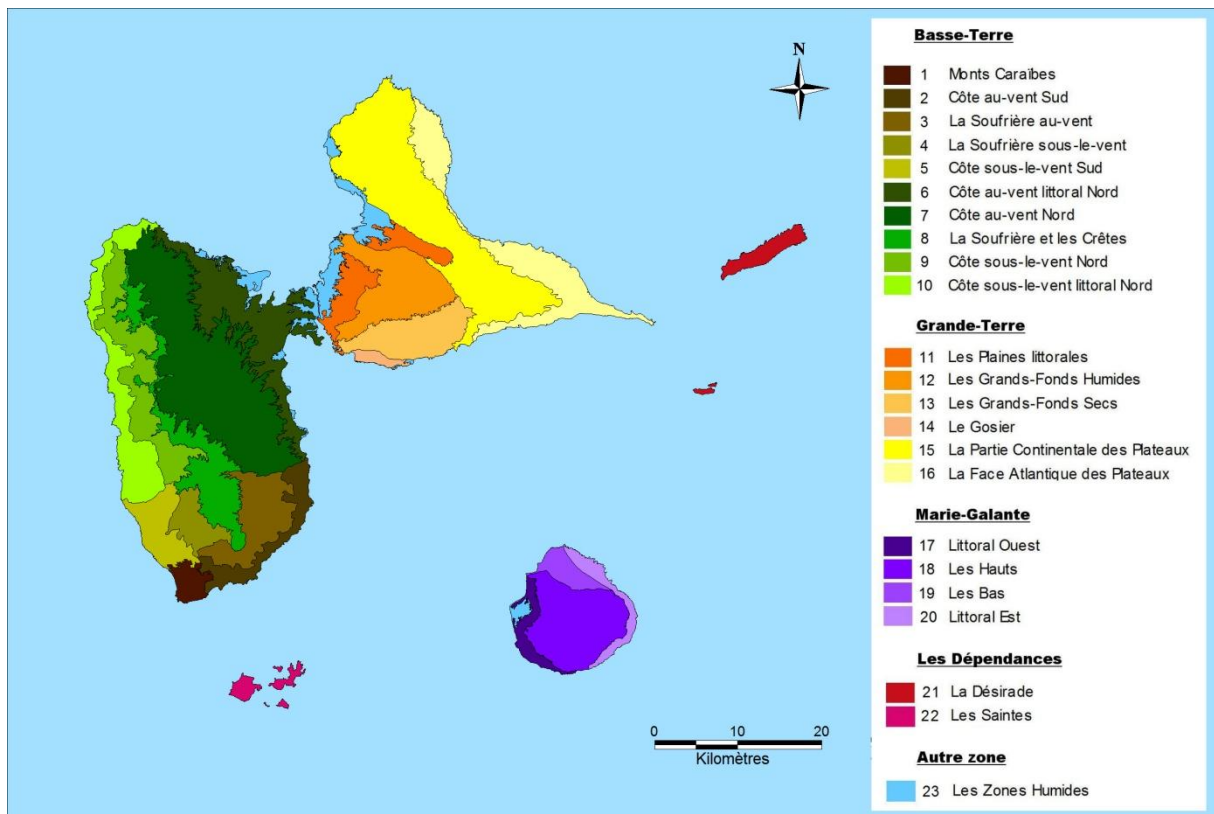 N
0 10 20
Kilomètres
Basse-Terre
1 Monts Caraïbes
2 Côte au-vent Sud
3 La Soufrière au-vent
4 La Soufrière sous-le-vent
5 Côte sous-le-vent Sud
6 Côte au-vent littoral Nord
7 Côte au-vent Nord
8 La Soufrière et les Crêtes
9 Côte sous-le-vent Nord
10 Côte sous-le-vent littoral Nord
Grande-Terre
11 Les Plaines littorales
12 Les Grands-Fonds Humides
13 Les Grands-Fonds Secs
14 Le Gosier
15 La Partie Continentale des Plateaux
16 La Face Atlantique des Plateaux
Marie-Galante
17 Littoral Ouest
18 Les Hauts
19 Les Bas
20 Littoral Est
Les Dépendances
21 La Désirade
22 Les Saintes
Autre zone
23 Les Zones Humides